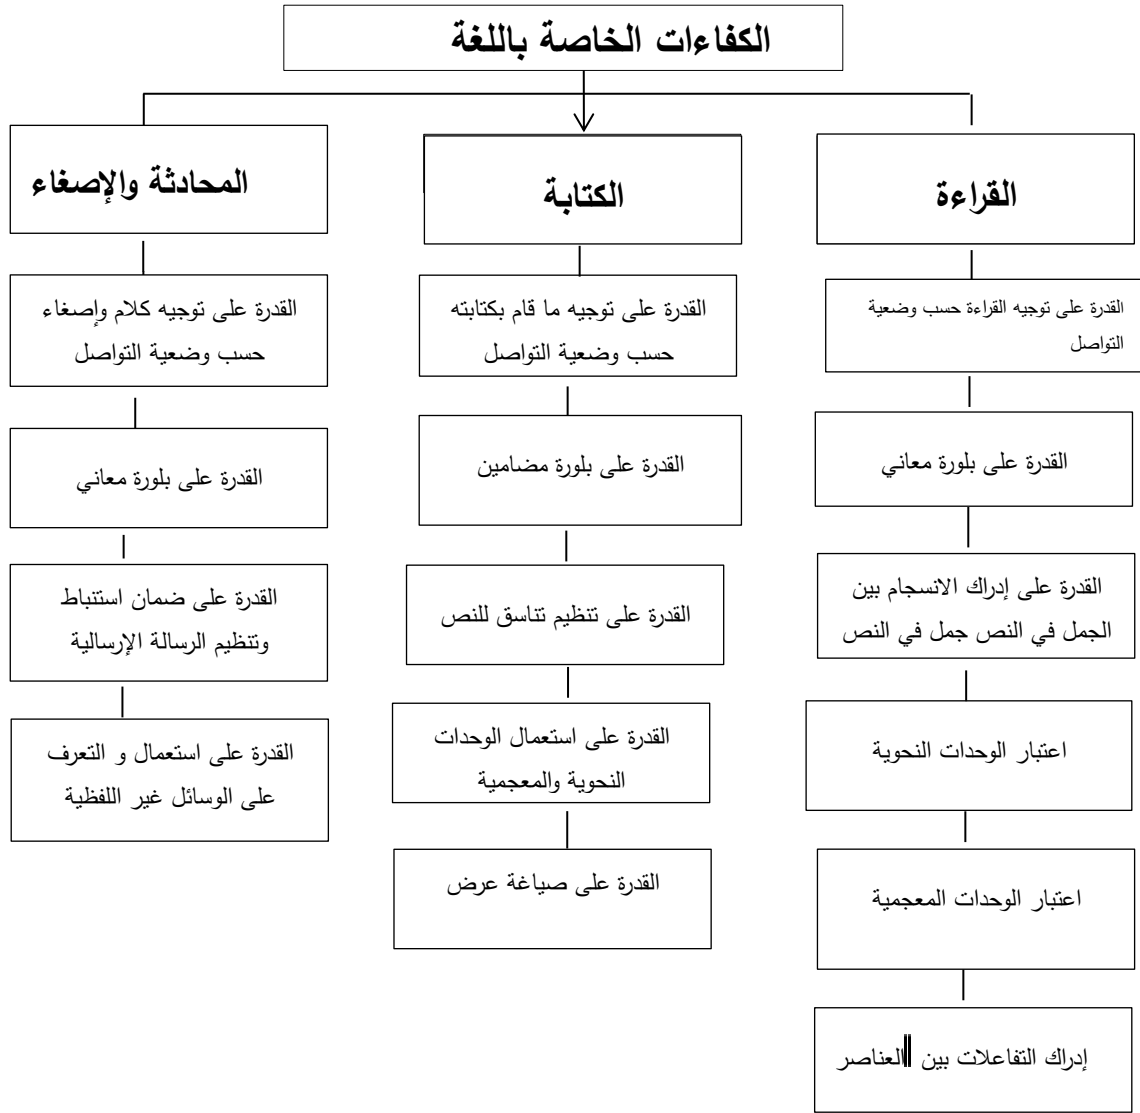 الكفاءات الخاصة باللغة
القراءة
القدرة على توجيه القراءة حسب وضعية
التواصل
القدرة على بلورة معاني
القدرة على إدراك الانسجام بين
الجمل في النص جمل في النص
اعتبار الوحدات النحوية
اعتبار الوحدات المعجمية
إدراك التفاعلات بين العناصر
الكتابة
القدرة على توجيه ما قام بكتابته
حسب وضعية التواصل
القدرة على بلورة مضامين
القدرة على تنظيم تناسق للنص
القدرة على استعمال الوحدات
النحوية والمعجمية
القدرة على صياغة عرض
المحادثة والإصغاء
القدرة على توجيه كلام وإصغاء
حسب وضعية التواصل
القدرة على بلورة معاني
القدرة على ضمان استنباط
وتنظيم الرسالة الإرسالية
القدرة على استعمال و التعرف
على الوسائل غير اللفظية